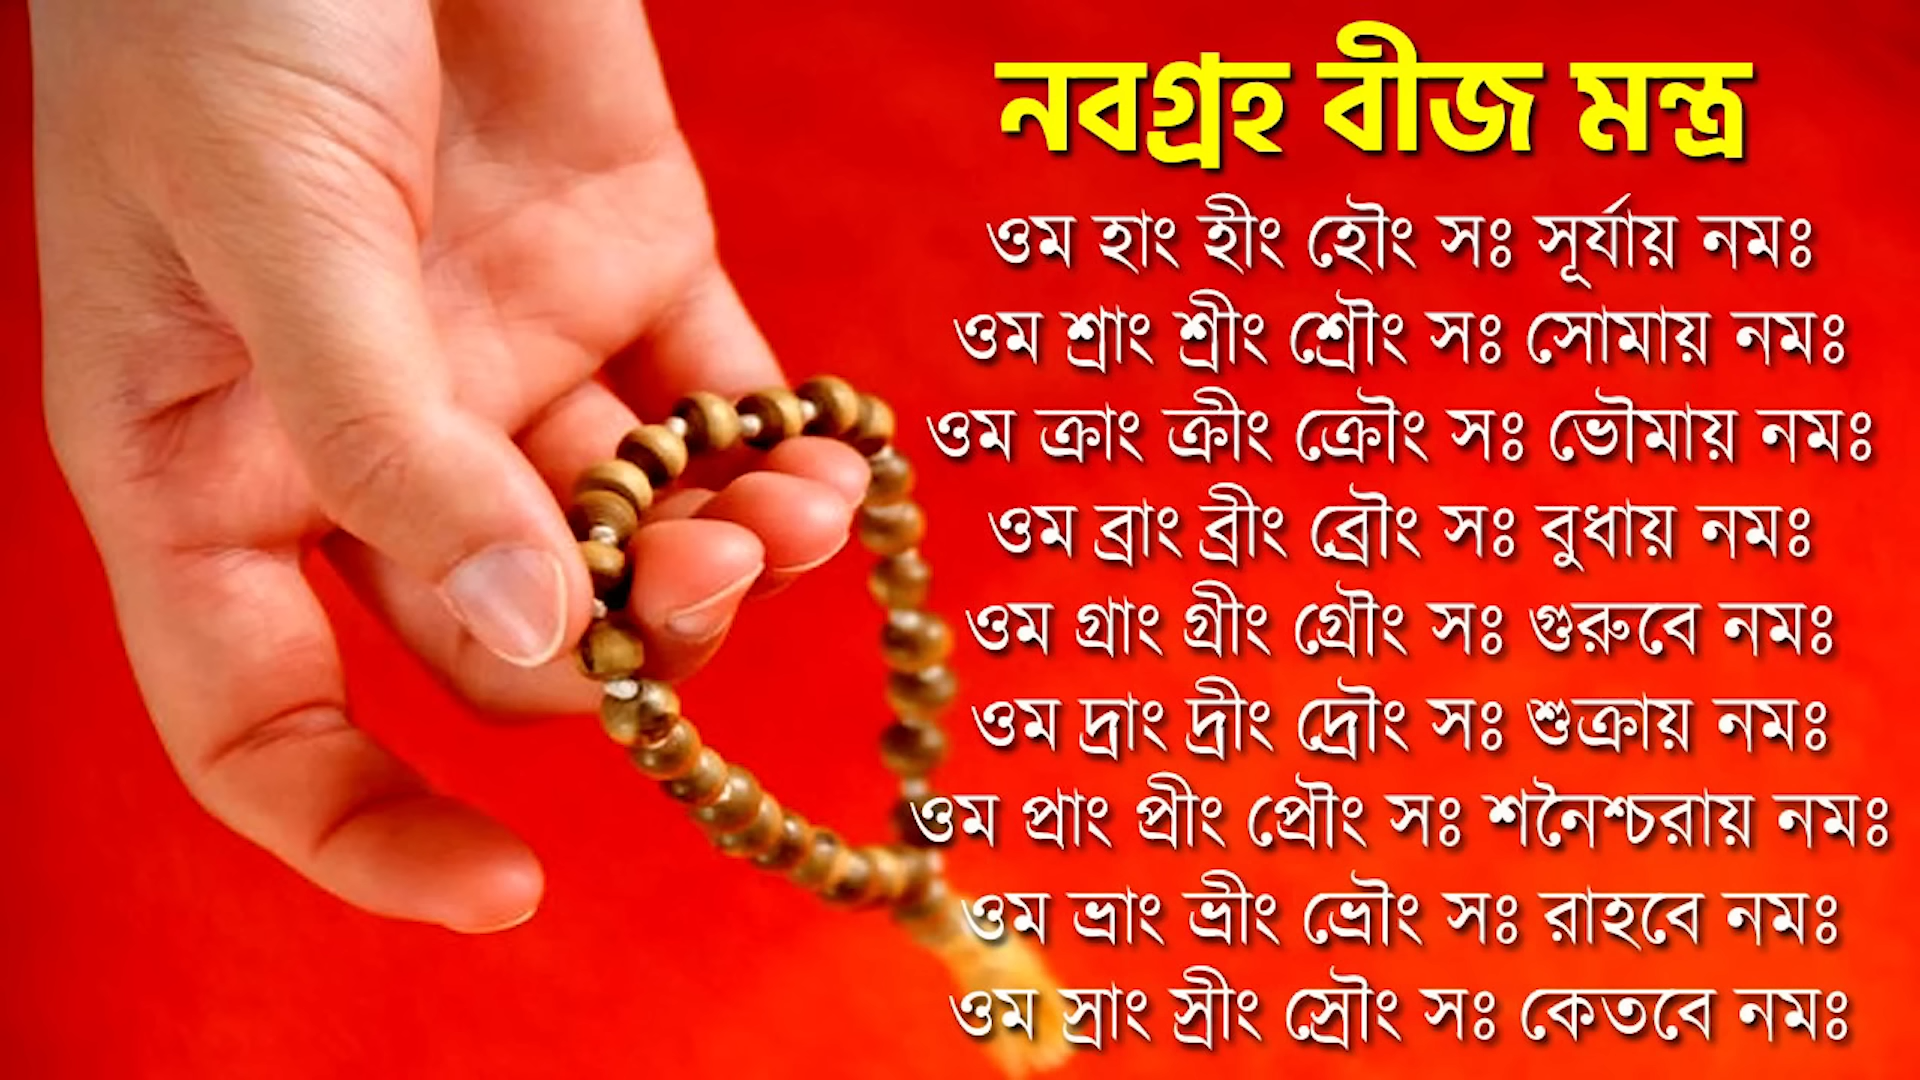 নবগ্রহ বীজ মন্ত্র
ওম হাং হীং হৌং সঃ সূর্যায় নমঃ
ওম শ্রাং শ্রীং শ্রৌং সঃ সোমায় নমঃ
ওম ক্রাং ক্রীং ক্রৌং সঃ ভৌমায় নমঃ
ওম ব্রাং ব্রীং ব্রৌং সঃ বুধায় নমঃ
ওম গ্রাং গ্রীং গ্রৌং সঃ গুরুবে নমঃ
ওম দ্রাং দ্রীং দ্রৌং সঃ শুক্রায় নমঃ
ওম প্রাং প্রীং প্রৌং সঃ শনৈশ্চরায় নমঃ
ওম ভ্রাং ভ্রীং ভ্রৌং সঃ রাহবে নমঃ
ওম স্রাং স্রীং স্রৌং সঃ কেতবে নমঃ